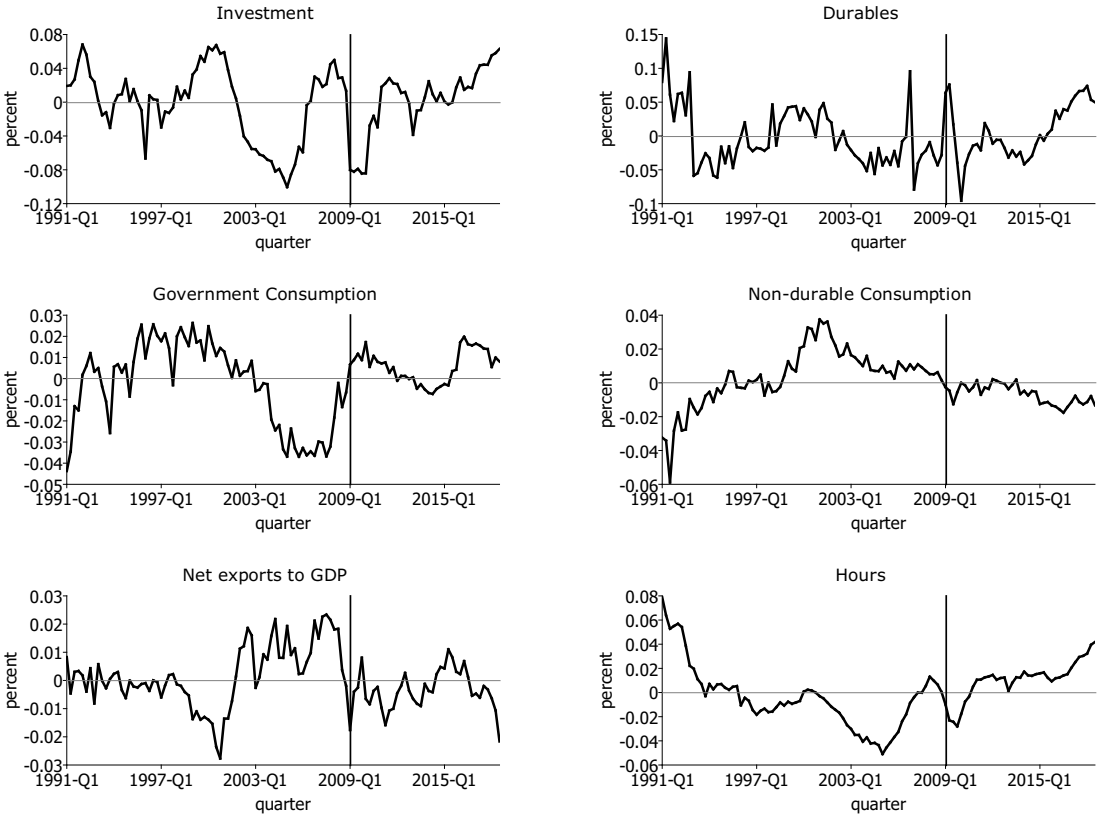 Investment
percent
0.08
0.04
0
-0.04
-0.08
-0.12
1991-Q1 1997-Q1 2003-Q1 2009-Q1 2015-Q1
quarter
Durables
percent
0.15
0.1
0.05
0
-0.05
-0.1
1991-Q1 1997-Q1 2003-Q1 2009-Q1 2015-Q1
quarter
Government Consumption
percent
0.03
0.02
0.01
0
-0.01
-0.02
-0.03
-0.04
-0.05
1991-Q1 1997-Q1 2003-Q1 2009-Q1 2015-Q1
quarter
Non-durable Consumption
percent
0.04
0.02
0
-0.02
-0.04
-0.06
1991-Q1 1997-Q1 2003-Q1 2009-Q1 2015-Q1
quarter
Net exports to GDP
percent
0.03
0.02
0.01
0
-0.01
-0.02
-0.03
1991-Q1 1997-Q1 2003-Q1 2009-Q1 2015-Q1
quarter
Hours
percent
0.08
0.06
0.04
0.02
0
-0.02
-0.04
-0.06
1991-Q1 1997-Q1 2003-Q1 2009-Q1 2015-Q1
quarter